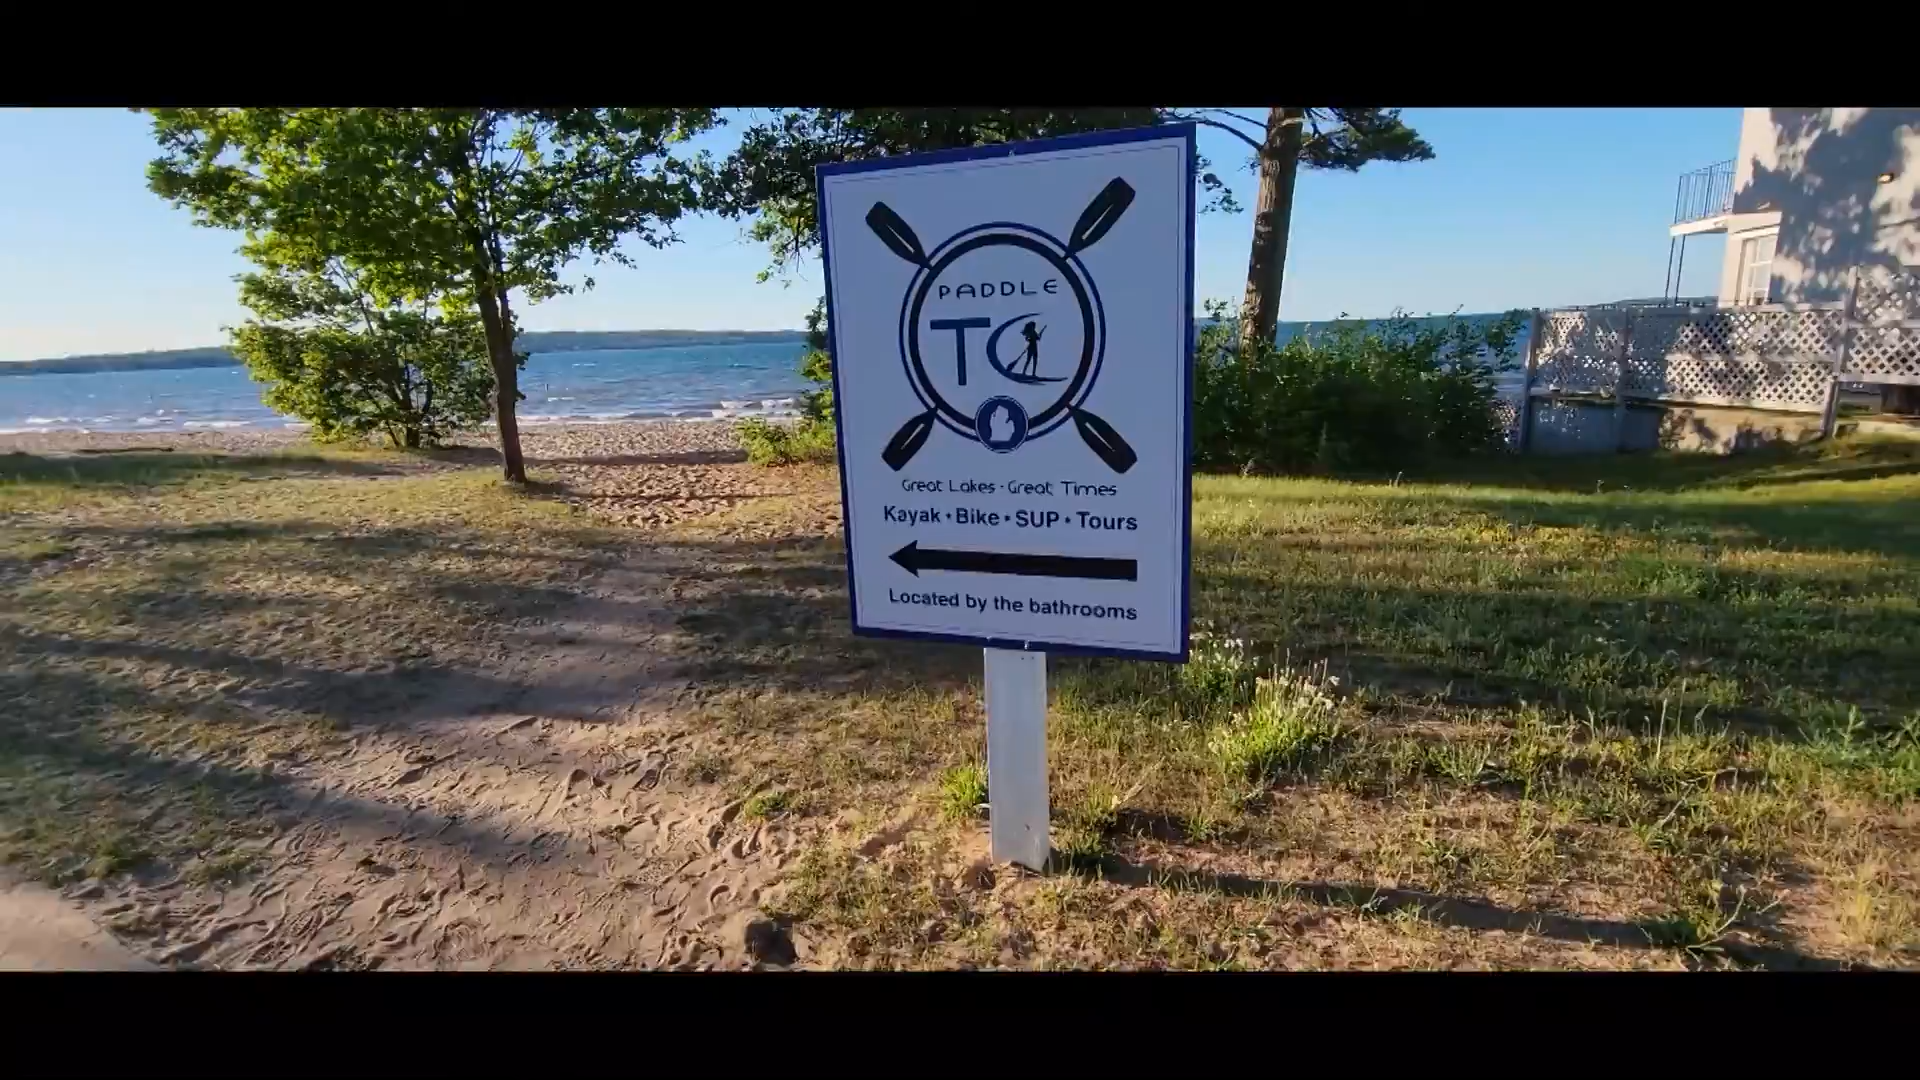 PADDLE
TC
Great Lakes · Great Times
Kayak • Bike • SUP • Tours
Located by the bathrooms